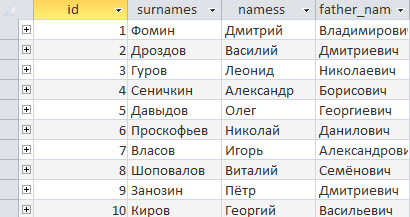 id surnames namess father_nam
1 Фомин Дмитрий Владимирови
2 Дроздов Василий Дмитриевич
3 Гуров Леонид Николаевич
4 Сеничкин Александр Борисович
5 Давыдов Олег Георгиевич
6 Проскофьев Николай Данилович
7 Власов Игорь Александрови
8 Шоповалов Виталий Семёнович
9 Занозин Пётр Дмитриевич
10 Киров Георгий Васильевич